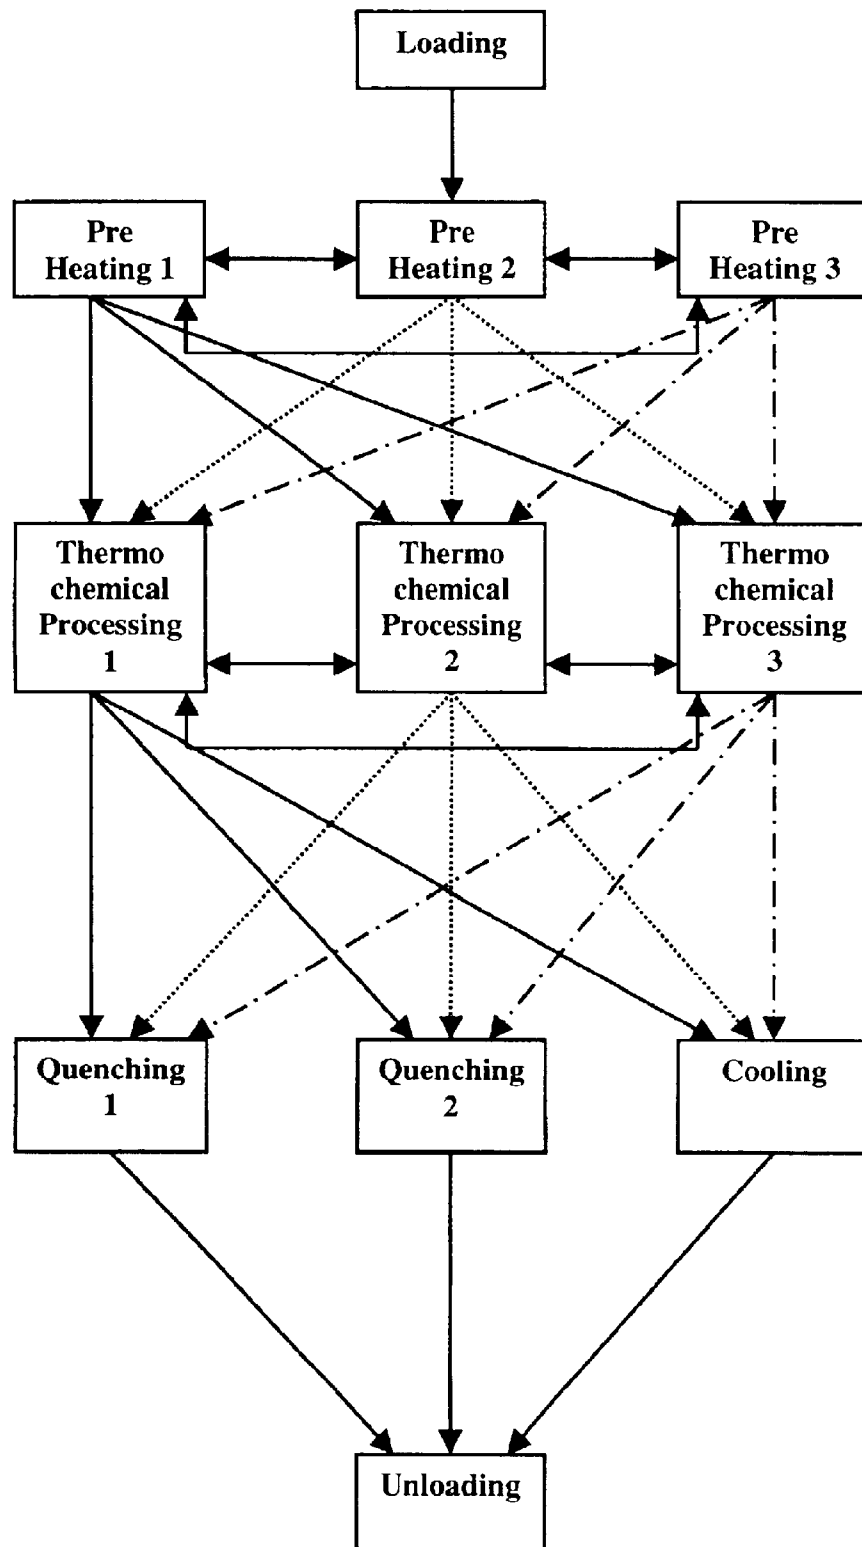 Loading
Pre
Heating 1
Pre
Heating 2
Pre
Heating 3
Thermo
chemical
Processing
1
Thermo
chemical
Processing
2
Thermo
chemical
Processing
3
Quenching
1
Quenching
2
Cooling
Unloading